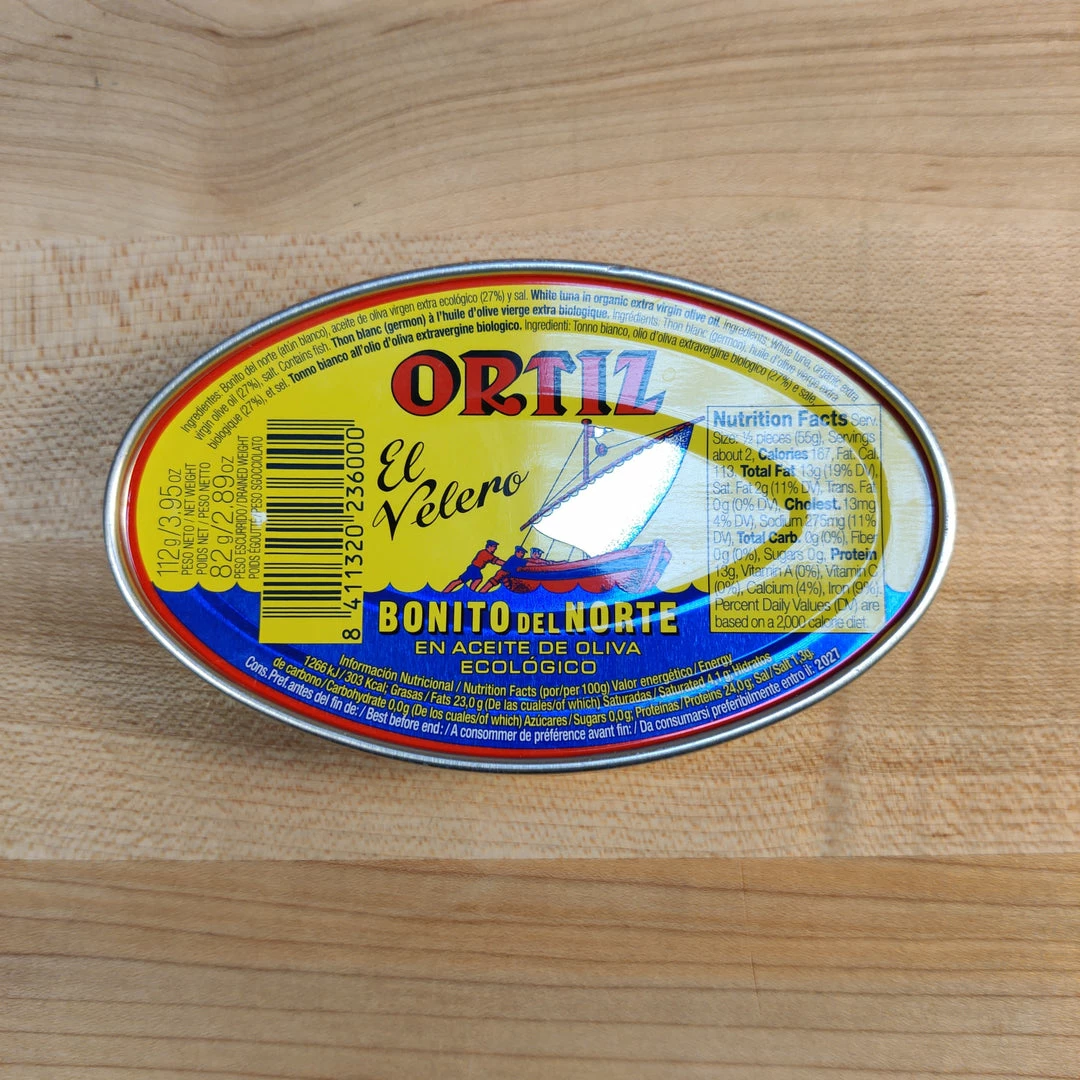 Ingredientes: Bonito del norte (atún blanco), aceite de oliva virgen extra ecológico (27%) y sal. White tuna in organic extra virgin olive oil. Ingredients: White tuna, organic extra
virgin olive oil (27%), salt. Contains fish. Thon blanc (germon) à l'huile d'olive vierge extra biologique. Ingrédients: Thon blanc (germon), huile d'olive vierge extra
biologique (27%), et sel. Tonno bianco all'olio d'oliva extravergine biologico. Ingredienti: Tonno bianco, olio d'oliva extravergine biologico (27%) e sale.
ORTIZ
El
Velero
112g/3.95oz
PESO NETO / NET WEIGHT
POIDS NET / PESO NETTO
82g/2.89oz
PESO ESCURRIDO/DRAINED WEIGHT
POIDS ÉGOUTTÉ/PESO SGOCCIOLATO
8 411320 236000
Nutrition Facts Serv.
Size: ½ pieces (55g), Servings
about 2, Calories 167, Fat. Cal.
113, Total Fat 13g (19% DV),
Sat. Fat 2g (11% DV), Trans. Fat
0g (0% DV), Cholest. 13mg
4% DV), Sodium 275mg (11%
DV), Total Carb. 0g (0%), Fiber
0g (0%), Sugars 0g, Protein
13g, Vitamin A (0%), Vitamin C
(0%), Calcium (4%), Iron (9%).
Percent Daily Values (DV) are
based on a 2,000 calorie diet.
BONITO DEL NORTE
EN ACEITE DE OLIVA
ECOLÓGICO
Información Nutricional / Nutrition Facts (por/per 100g) Valor energético / Energy
1266 kJ / 303 Kcal; Grasas / Fats 23,0 g (De las cuales/of which) Saturadas / Saturated 4,1 g; Hidratos
de carbono / Carbohydrate 0,0g (De los cuales/of which) Azúcares / Sugars 0,0 g; Proteínas / Proteins 24,0g; Sal / Salt 1,3g.
Cons. Pref. antes del fin de: / Best before end: / A consommer de préférence avant fin: / Da consumarsi preferibilmente entro il: 2027